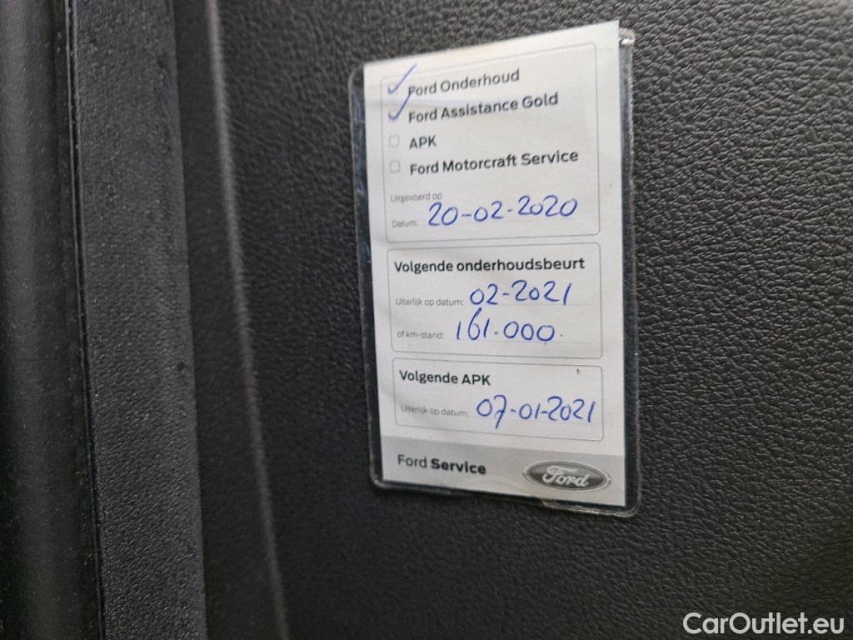 Ford Onderhoud
Ford Assistance Gold
APK
Ford Motorcraft Service
Uitgevoerd op
Datum: 20-02-2020
Volgende onderhoudsbeurt
Uiterlijk op datum: 02-2021
of km-stand: 161.000.
Volgende APK
Uiterlijk op datum: 07-01-2021
Ford Service Ford
CarOutlet.eu